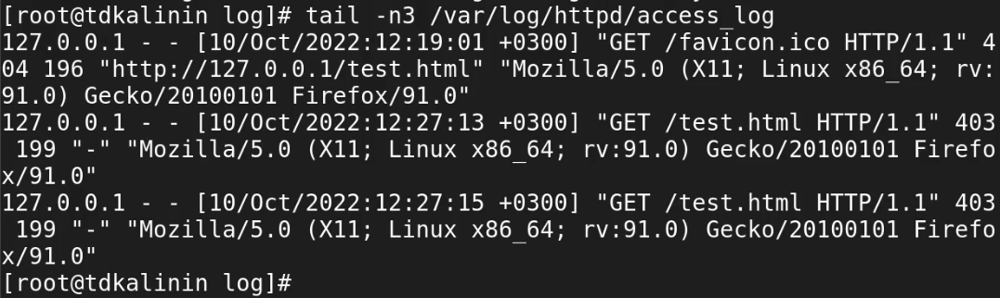 [root@tdkalinin log]# tail -n3 /var/log/httpd/access_log
127.0.0.1 - - [10/Oct/2022:12:19:01 +0300] "GET /favicon.ico HTTP/1.1" 4
04 196 "http://127.0.0.1/test.html" "Mozilla/5.0 (X11; Linux x86_64; rv:
91.0) Gecko/20100101 Firefox/91.0"
127.0.0.1 - - [10/Oct/2022:12:27:13 +0300] "GET /test.html HTTP/1.1" 403
 199 "-" "Mozilla/5.0 (X11; Linux x86_64; rv:91.0) Gecko/20100101 Firefo
x/91.0"
127.0.0.1 - - [10/Oct/2022:12:27:15 +0300] "GET /test.html HTTP/1.1" 403
 199 "-" "Mozilla/5.0 (X11; Linux x86_64; rv:91.0) Gecko/20100101 Firefo
x/91.0"
[root@tdkalinin log]#